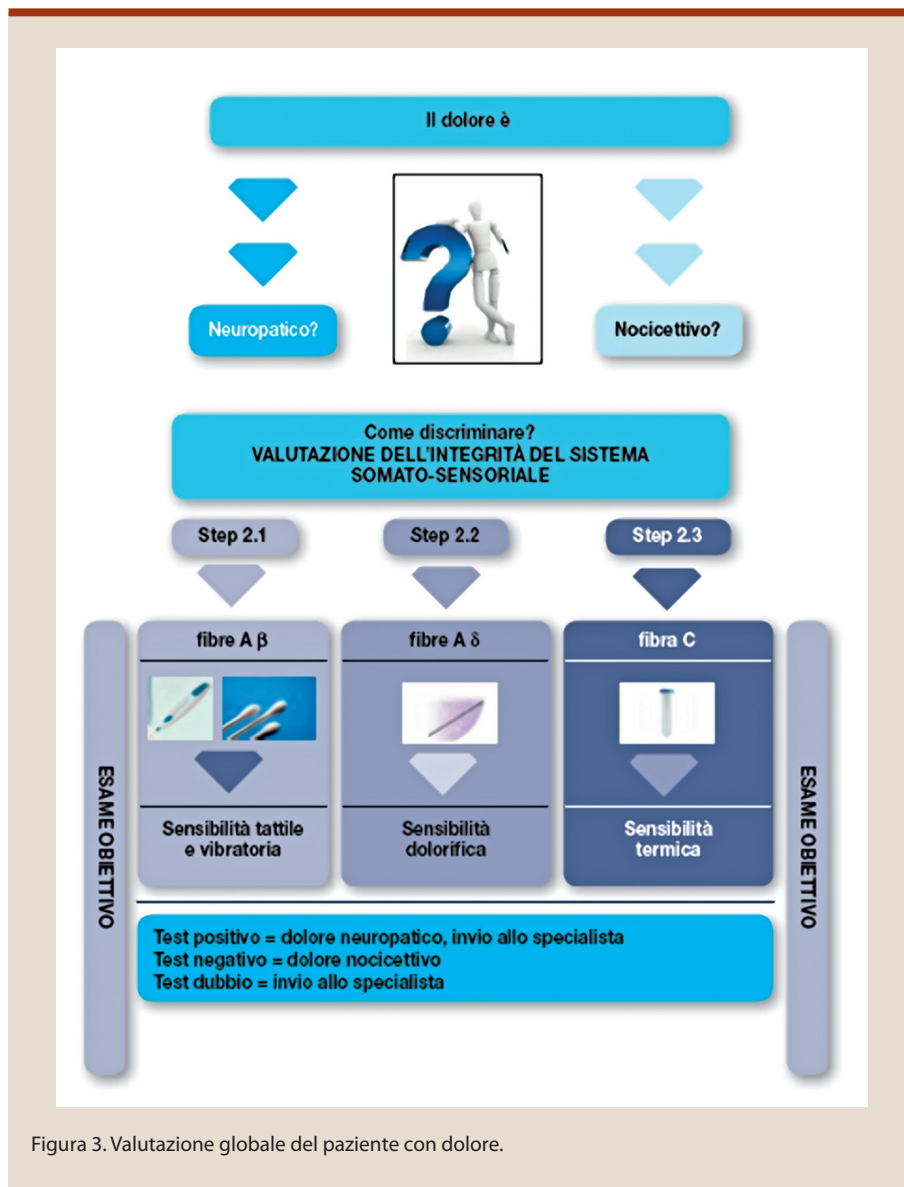 Il dolore è
Neuropatico?
Nocicettivo?
Come discriminare?
VALUTAZIONE DELL'INTEGRITÀ DEL SISTEMA
SOMATO-SENSORIALE
Step 2.1
Step 2.2
Step 2.3
ESAME OBIETTIVO
fibre A β
fibre A δ
fibra C
Sensibilità tattile
e vibratoria
Sensibilità
dolorifica
Sensibilità
termica
ESAME OBIETTIVO
Test positivo = dolore neuropatico, invio allo specialista
Test negativo = dolore nocicettivo
Test dubbio = invio allo specialista
Figura 3. Valutazione globale del paziente con dolore.